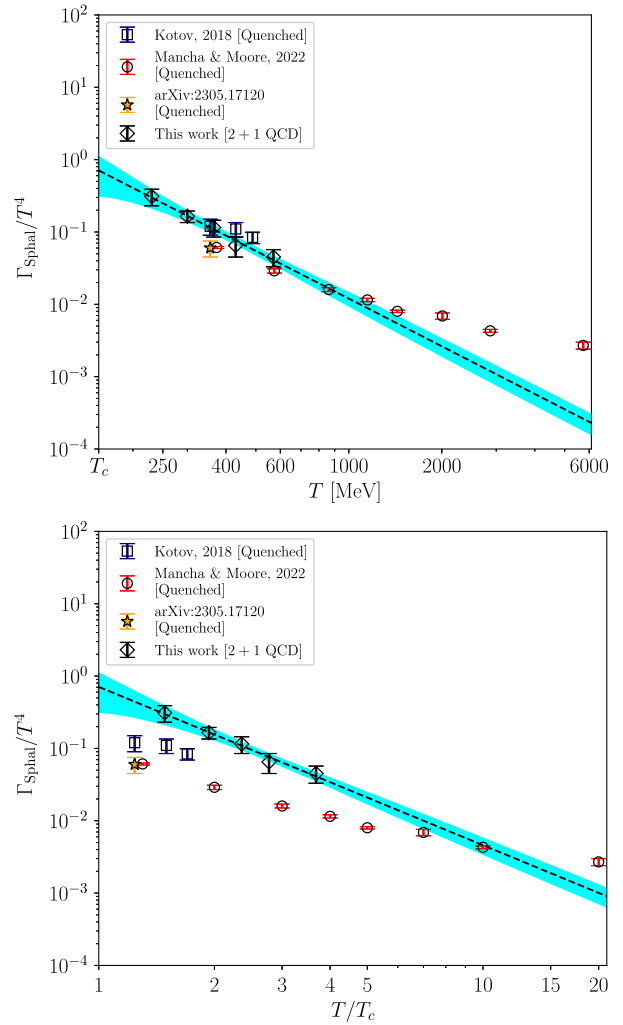 10^2
Kotov, 2018 [Quenched]
Mancha & Moore, 2022
[Quenched]
arXiv:2305.17120
[Quenched]
This work [2 + 1 QCD]
10^1
10^0
10^{-1}
10^{-2}
10^{-3}
10^{-4}
Γ_{Sphal}/T^4
T_c 250 400 600 1000 2000 6000
T [MeV]
10^2
Kotov, 2018 [Quenched]
Mancha & Moore, 2022
[Quenched]
arXiv:2305.17120
[Quenched]
This work [2 + 1 QCD]
10^1
10^0
10^{-1}
10^{-2}
10^{-3}
10^{-4}
Γ_{Sphal}/T^4
1 2 3 4 5 10 15 20
T/T_c